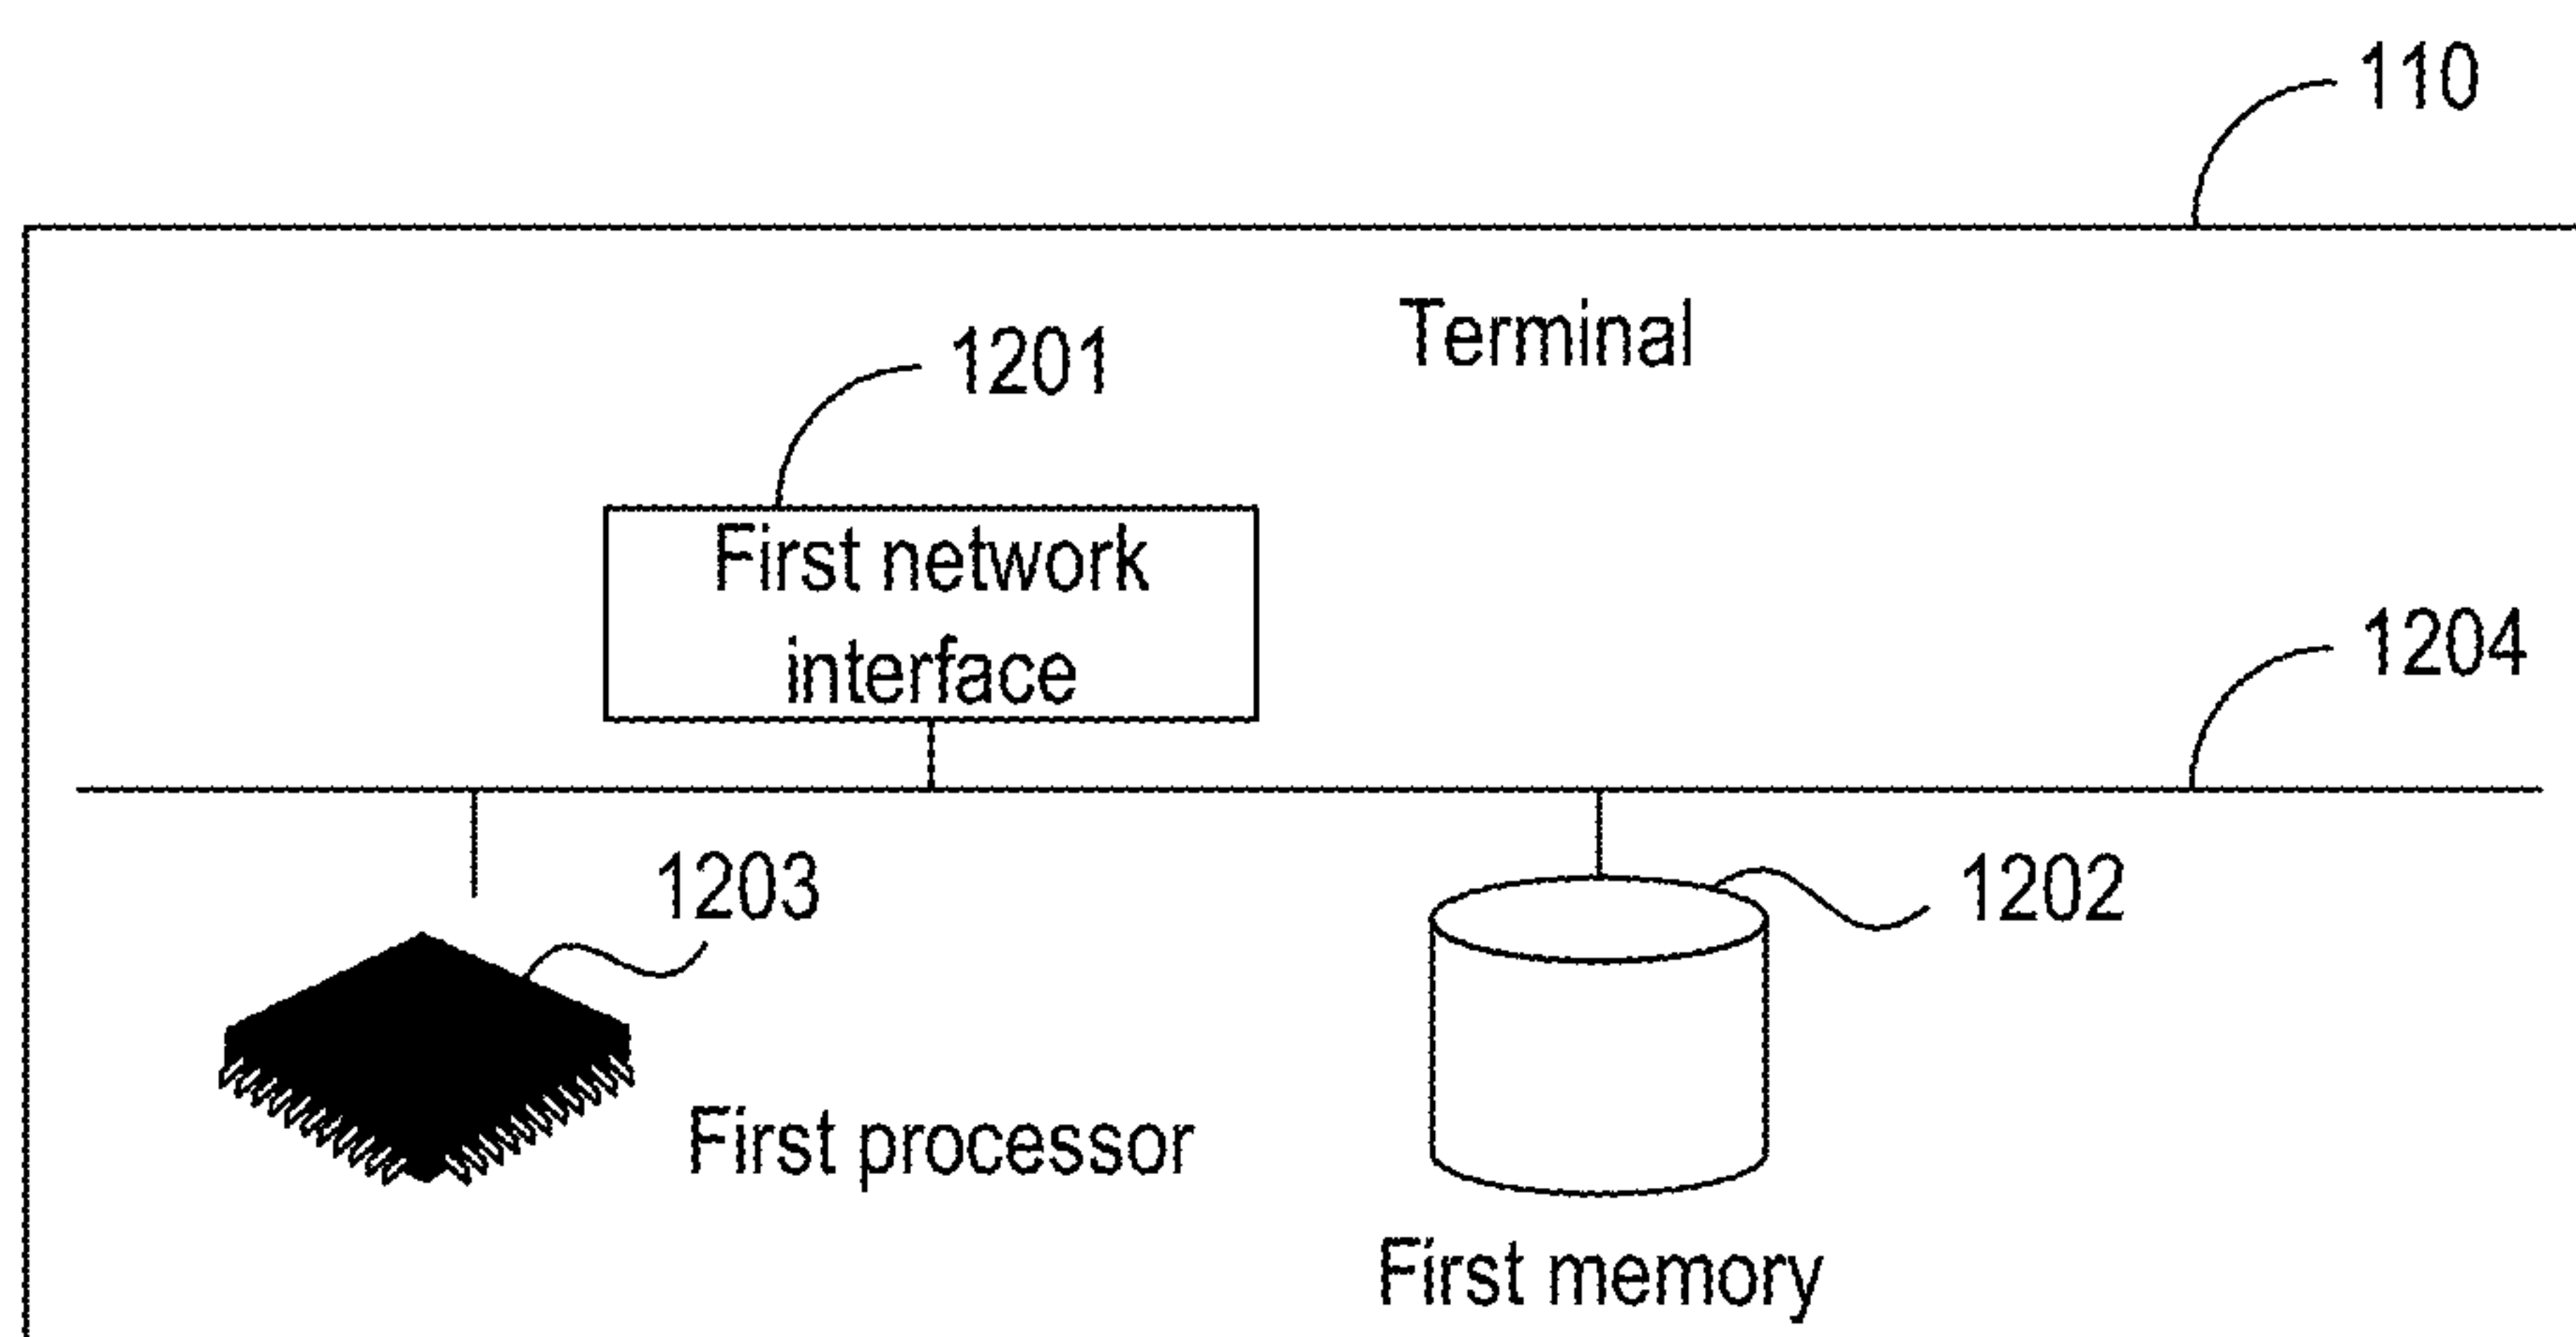 110
Terminal
1201
First network
interface
1204
1203
1202
First processor
First memory